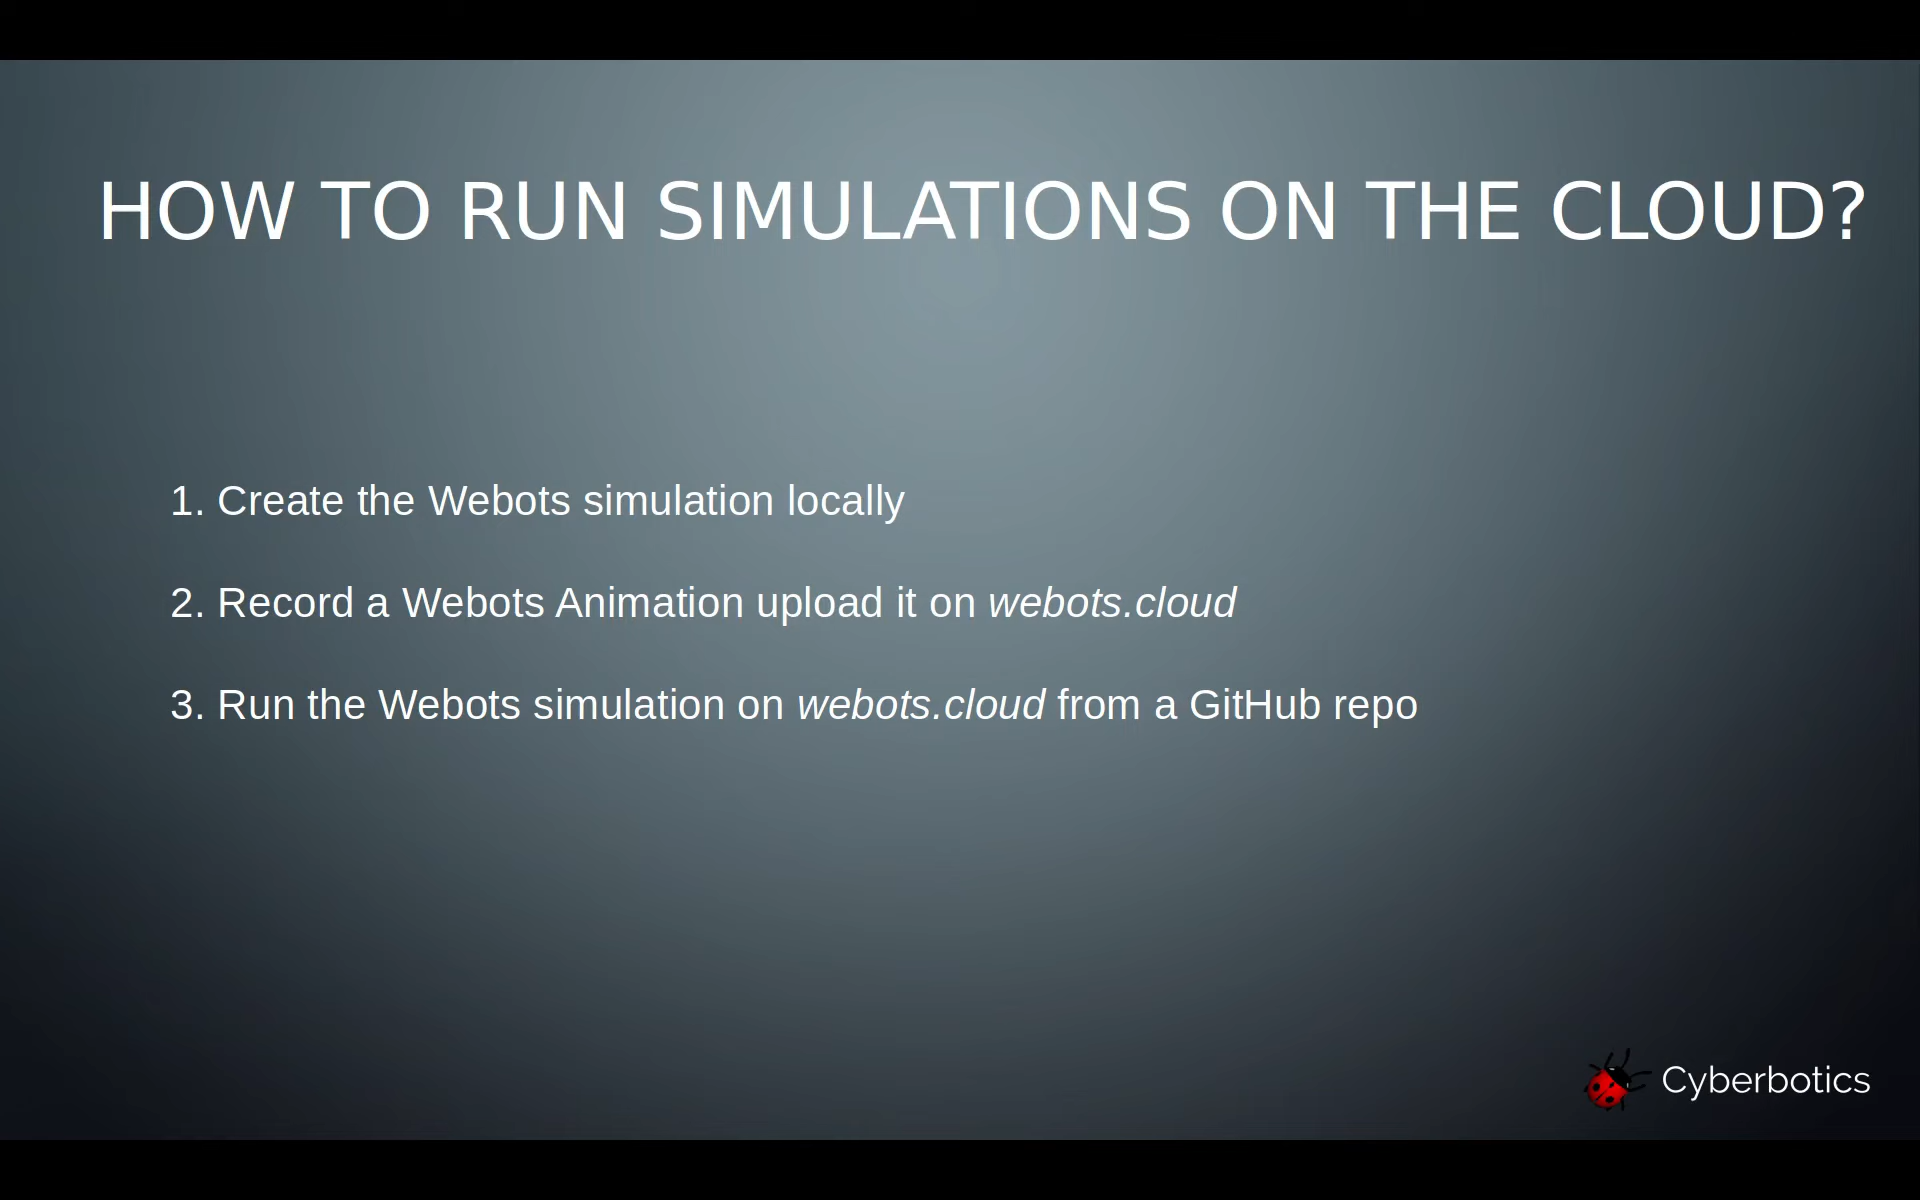 HOW TO RUN SIMULATIONS ON THE CLOUD?
1. Create the Webots simulation locally
2. Record a Webots Animation upload it on webots.cloud
3. Run the Webots simulation on webots.cloud from a GitHub repo
Cyberbotics